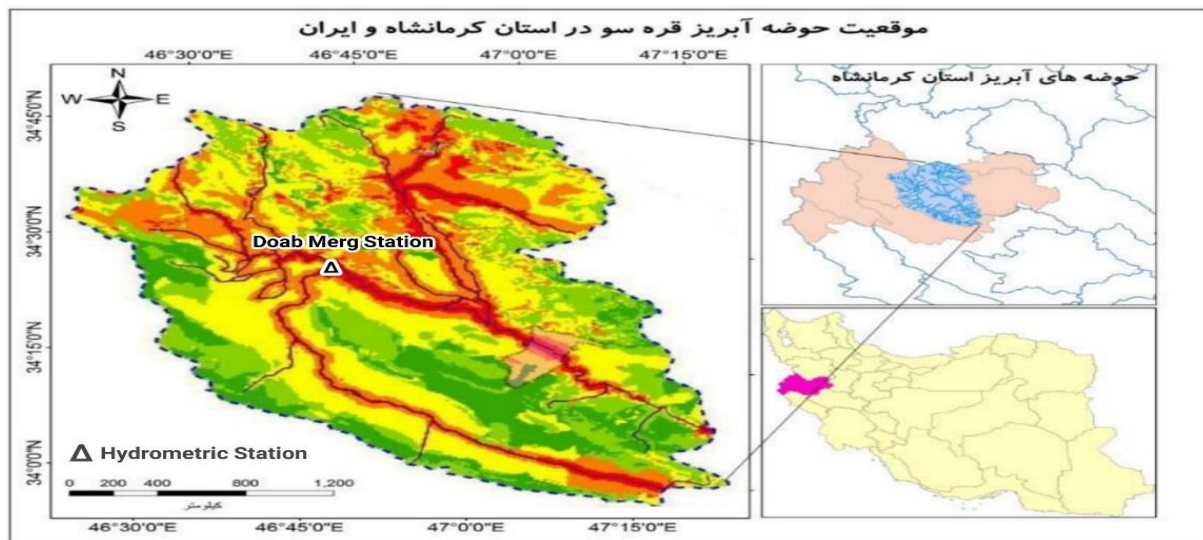 موقعیت حوضه آبریز قره سو در استان کرمانشاه و ایران
46°30'0"E 46°45'0"E 47°0'0"E 47°15'0"E
حوضه های آبریز استان کرمانشاه
N
W E
S
34°45'0"N
34°30'0"N
Doab Merg Station
34°15'0"N
34°0'0"N
Hydrometric Station
0 200 400 800 1,200
کیلومتر
46°30'0"E 46°45'0"E 47°0'0"E 47°15'0"E